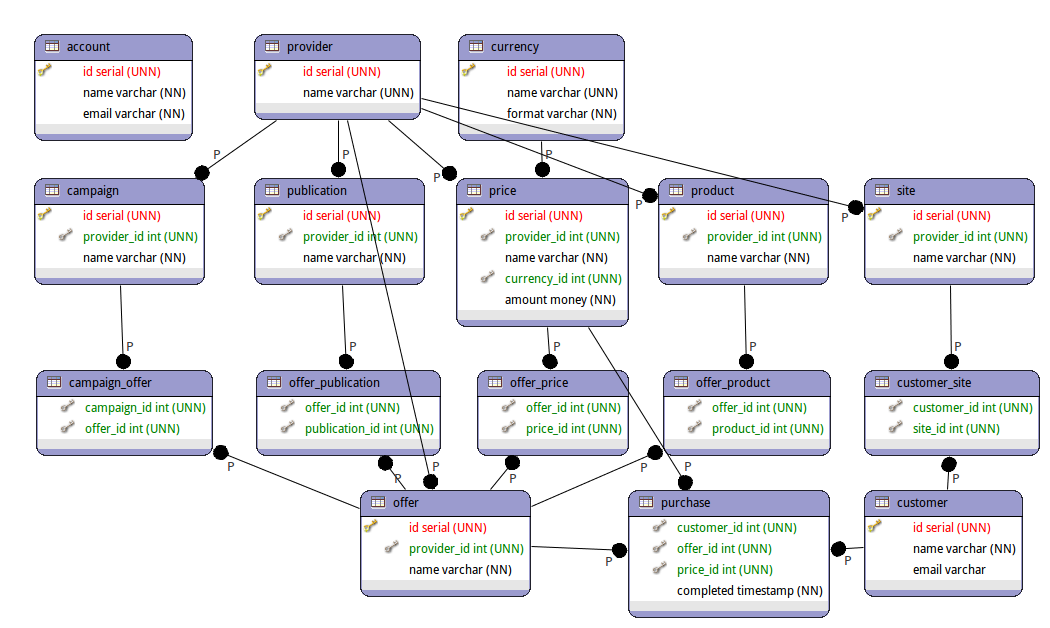 account
id serial (UNN)
name varchar (NN)
email varchar (NN)
provider
id serial (UNN)
name varchar (UNN)
currency
id serial (UNN)
name varchar (UNN)
format varchar (NN)
P
P
P
P
P
P
campaign
id serial (UNN)
provider_id int (UNN)
name varchar (NN)
publication
id serial (UNN)
provider_id int (UNN)
name varchar (NN)
price
id serial (UNN)
provider_id int (UNN)
name varchar (NN)
currency_id int (UNN)
amount money (NN)
product
id serial (UNN)
provider_id int (UNN)
name varchar (NN)
site
id serial (UNN)
provider_id int (UNN)
name varchar (NN)
P
P
P
P
P
campaign_offer
campaign_id int (UNN)
offer_id int (UNN)
offer_publication
offer_id int (UNN)
publication_id int (UNN)
offer_price
offer_id int (UNN)
price_id int (UNN)
offer_product
offer_id int (UNN)
product_id int (UNN)
customer_site
customer_id int (UNN)
site_id int (UNN)
P
P
P
P
P
P
P
offer
id serial (UNN)
provider_id int (UNN)
name varchar (NN)
P
purchase
customer_id int (UNN)
offer_id int (UNN)
price_id int (UNN)
completed timestamp (NN)
P
customer
id serial (UNN)
name varchar (NN)
email varchar